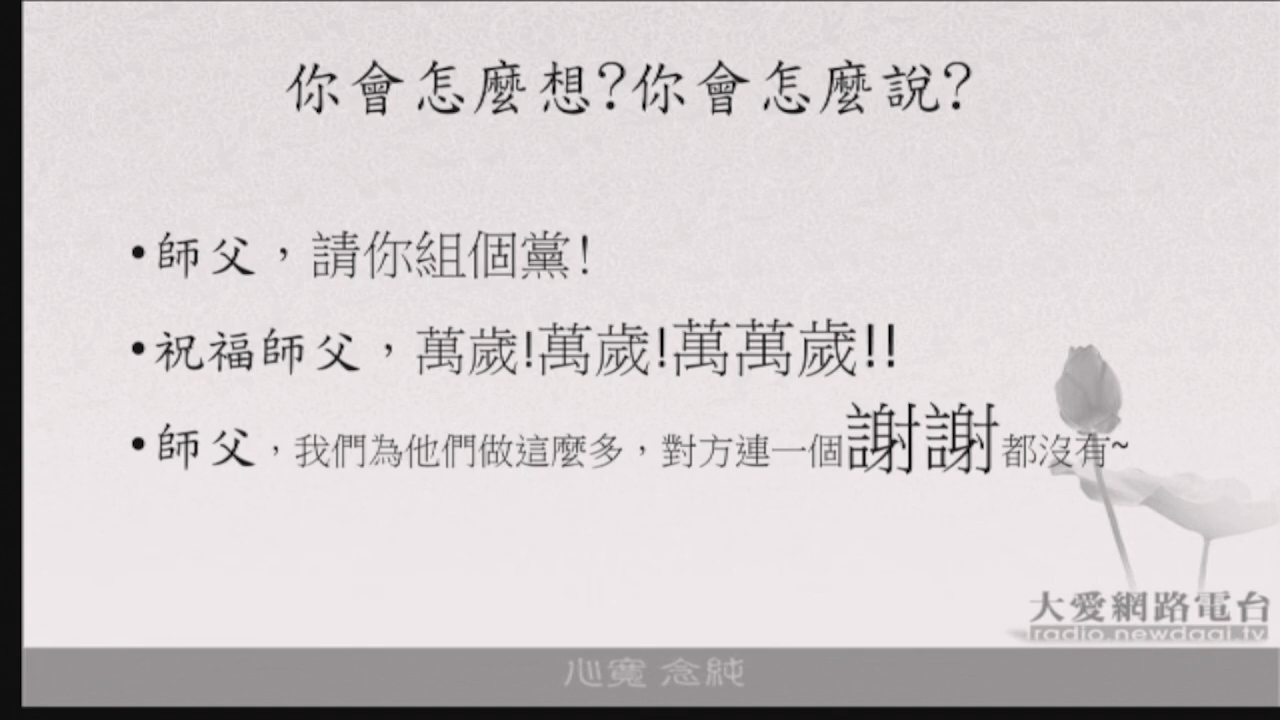 你會怎麼想?你會怎麼說?
•師父，請你組個黨!
•祝福師父，萬歲!萬歲!萬萬歲!!
•師父，我們為他們做這麼多，對方連一個謝謝都沒有~
大愛網路電台
radio.newdaai.tv
心寬 念純